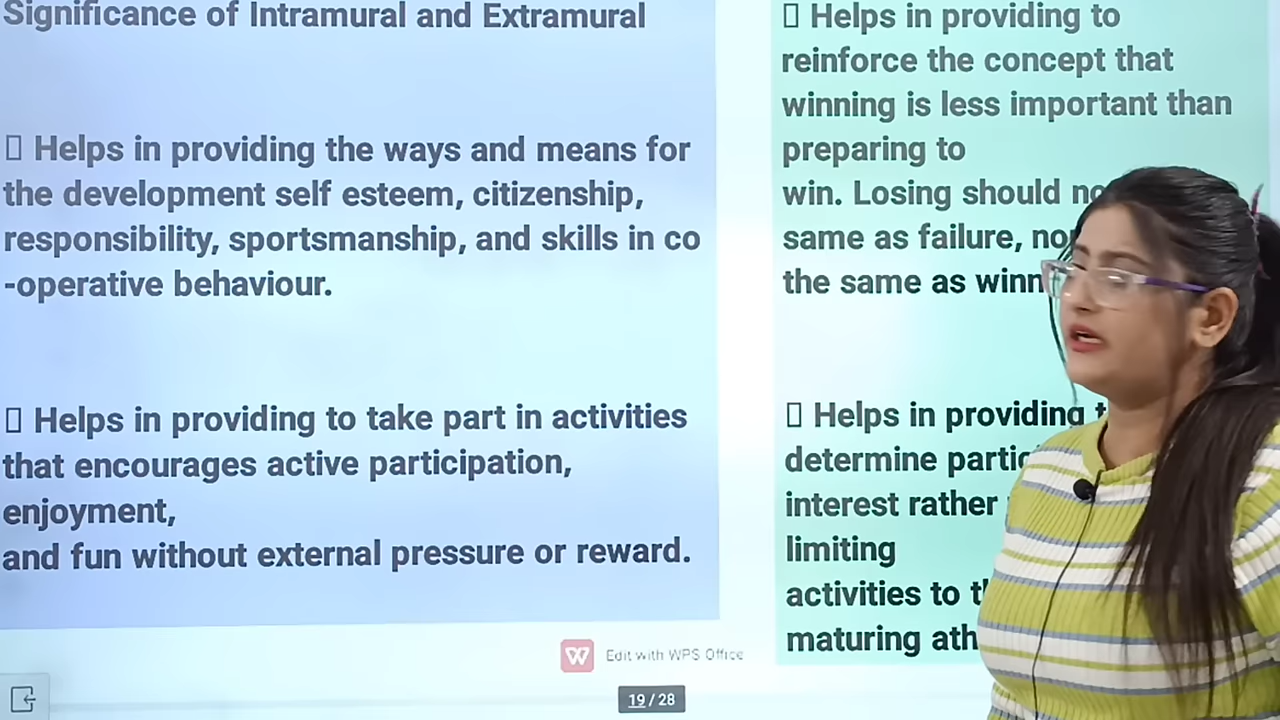 Significance of Intramural and Extramural
Helps in providing the ways and means for
the development self esteem, citizenship,
responsibility, sportsmanship, and skills in co
-operative behaviour.
Helps in providing to take part in activities
that encourages active participation,
enjoyment,
and fun without external pressure or reward.
Helps in providing to
reinforce the concept that
winning is less important than
preparing to
win. Losing should
same as failure,
the same as
Helps in providing
determine
interest rather
limiting
activities to
maturing
Edit with WPS Office
19 / 28